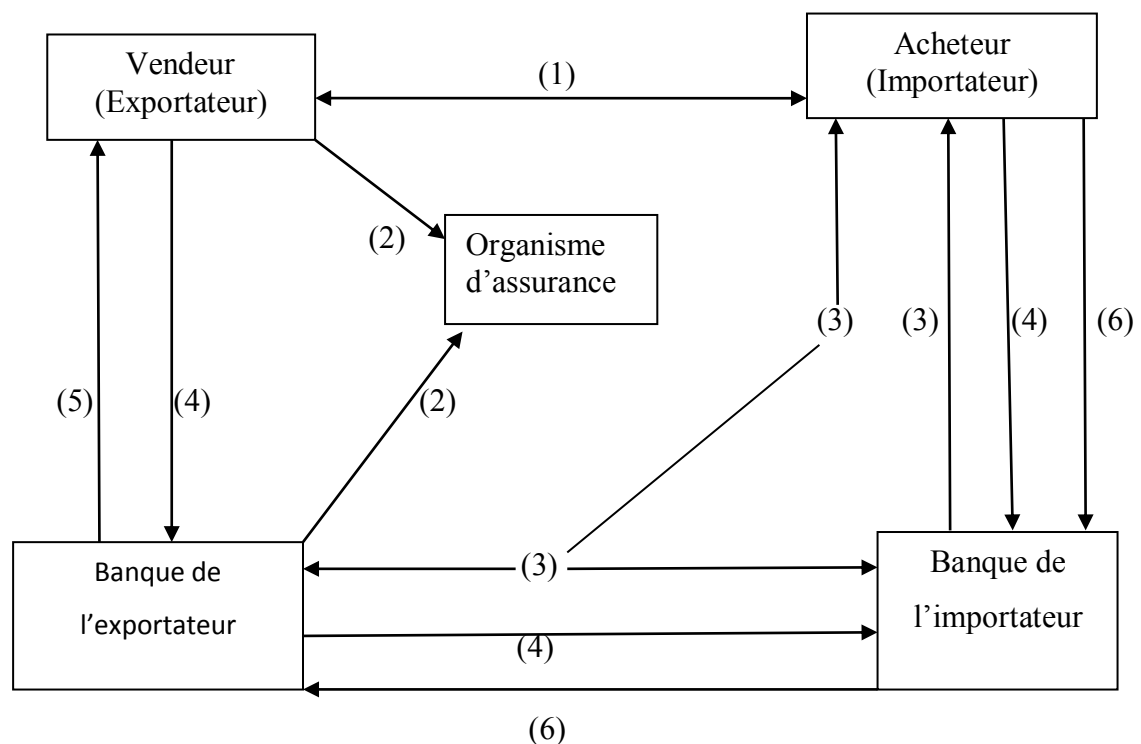 Vendeur
(Exportateur)
Acheteur
(Importateur)
(1)
(2)
Organisme
d’assurance
(3)
(3)
(4)
(6)
(5)
(4)
(2)
Banque de
l’exportateur
(3)
Banque de
l’importateur
(4)
(6)